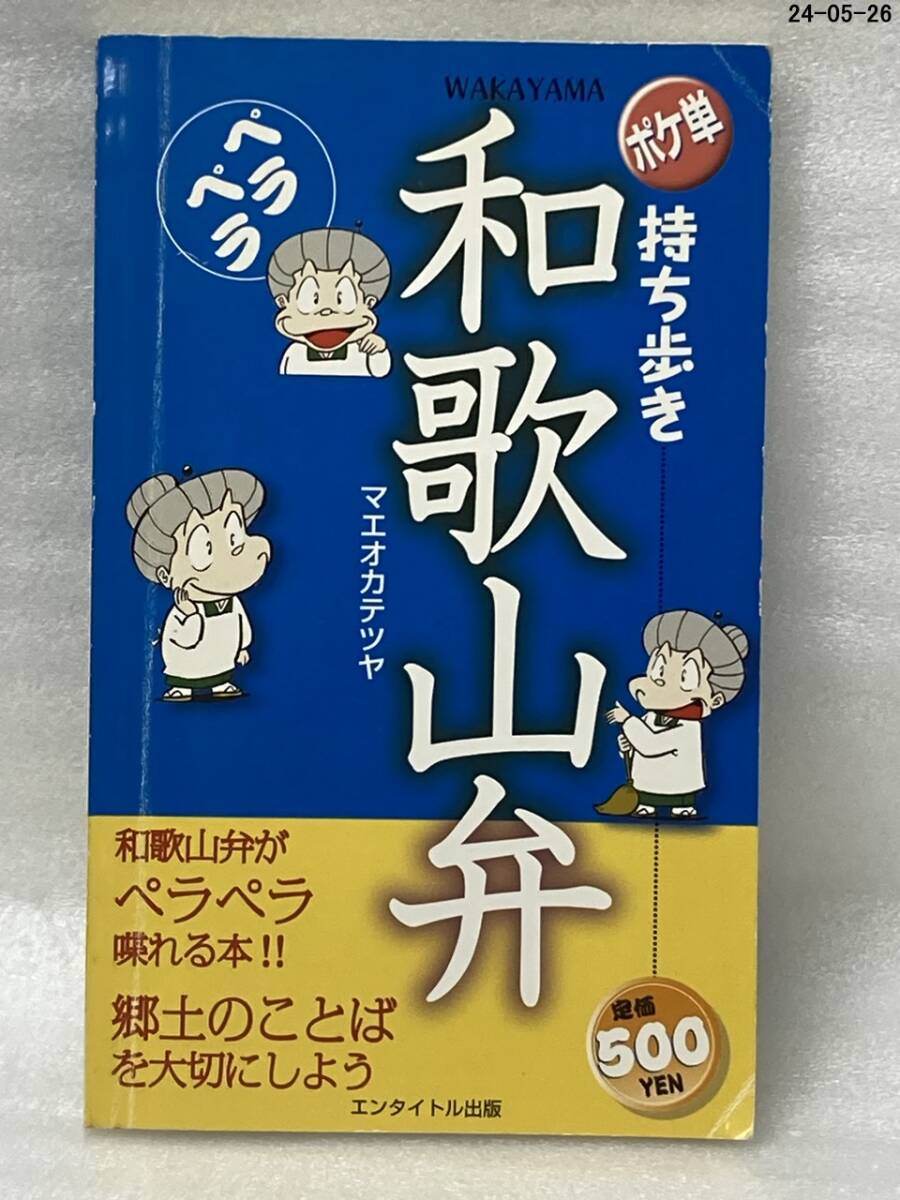 24-05-26
WAKAYAMA
ポケ単
持ち歩き
和歌山弁
ペラ
ペラ
マエオカテツヤ
和歌山弁が
ペラペラ
喋れる本!!
郷土のことば
を大切にしよう
定価
500
YEN
エンタイトル出版